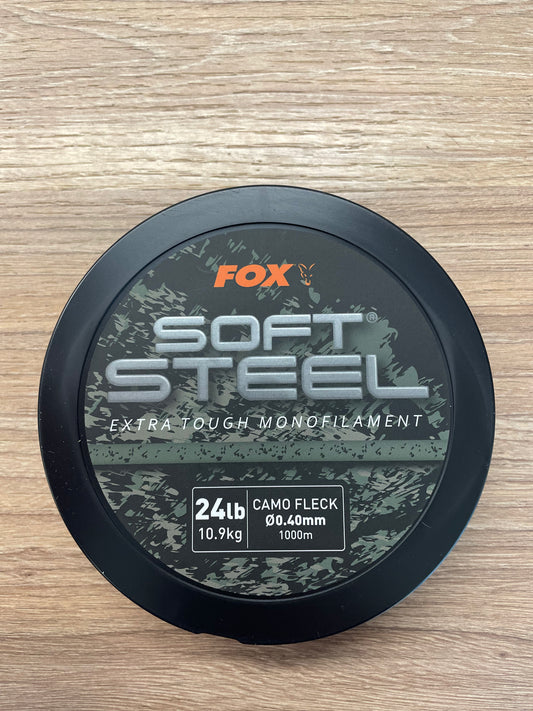 FOX
SOFT®
STEEL
EXTRA TOUGH MONOFILAMENT
24lb
10.9kg
CAMO FLECK
Ø0.40mm
1000m